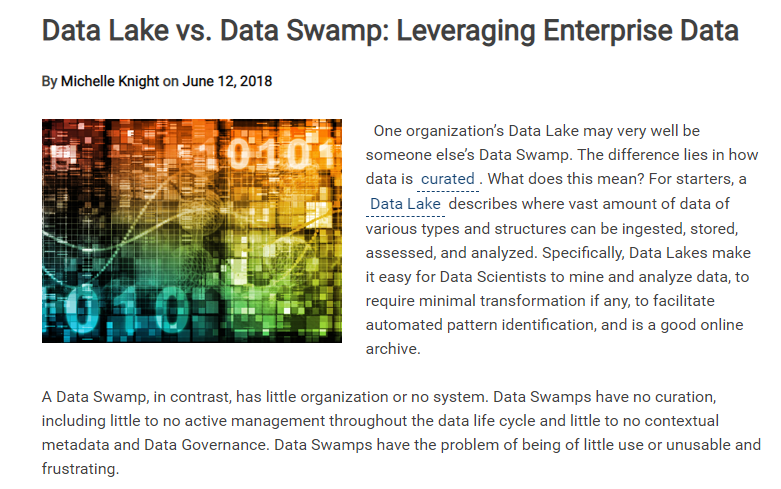 Data Lake vs. Data Swamp: Leveraging Enterprise Data
By Michelle Knight on June 12, 2018
01010
010
One organization’s Data Lake may very well be
someone else’s Data Swamp. The difference lies in how
data is curated . What does this mean? For starters, a
Data Lake describes where vast amount of data of
various types and structures can be ingested, stored,
assessed, and analyzed. Specifically, Data Lakes make
it easy for Data Scientists to mine and analyze data, to
require minimal transformation if any, to facilitate
automated pattern identification, and is a good online
archive.
A Data Swamp, in contrast, has little organization or no system. Data Swamps have no curation,
including little to no active management throughout the data life cycle and little to no contextual
metadata and Data Governance. Data Swamps have the problem of being of little use or unusable and
frustrating.